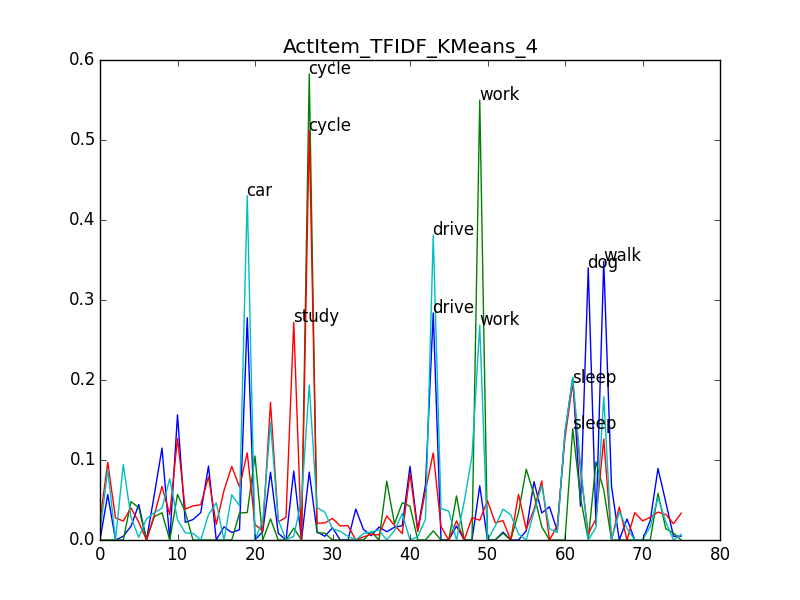 ActItem_TFIDF_KMeans_4
0.6
cycle
work
0.5
cycle
car
0.4
drive
walk
dog
0.3
study
drive
work
0.2
sleep
sleep
0.1
0.0
0 10 20 30 40 50 60 70 80